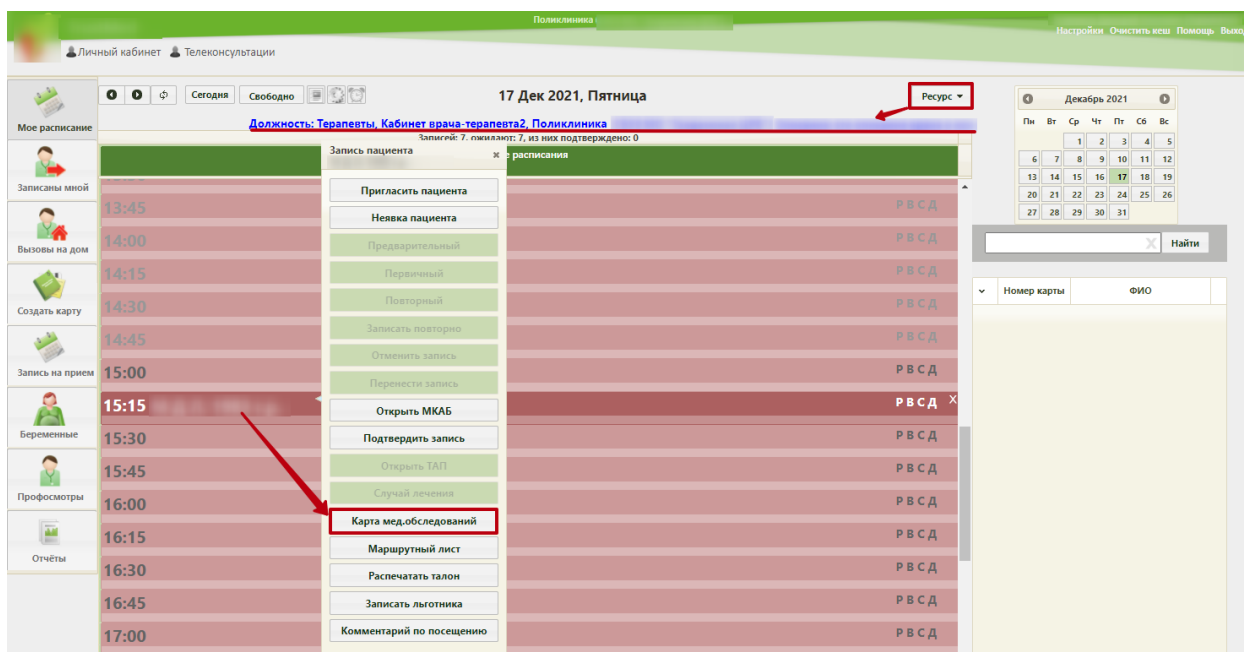 Поликлиника
Настройки Очистить кеш Помощь Выход
Личный кабинет Телеконсультации
Сегодня Свободно 17 Дек 2021, Пятница Ресурс
Должность: Терапевты, Кабинет врача-терапевта2, Поликлиника
Записей: 7, ожидают: 7, из них подтверждено: 0
Запись пациента x
е расписания
Мое расписание
Записаны мной
Вызовы на дом
Создать карту
Запись на прием
Беременные
Профосмотры
Отчёты
Пригласить пациента
Неявка пациента
Предварительный
Первичный
Повторный
Записать повторно
Отменить запись
Перенести запись
Открыть МКАБ
Подтвердить запись
Открыть ТАП
Случай лечения
Карта мед.обследований
Маршрутный лист
Распечатать талон
Записать льготника
Комментарий по посещению
13:45 Р В С Д
14:00 Р В С Д
14:15 Р В С Д
14:30 Р В С Д
14:45 Р В С Д
15:00 Р В С Д
15:15 Р В С Д X
15:30 Р В С Д
15:45 Р В С Д
16:00 Р В С Д
16:15 Р В С Д
16:30 Р В С Д
16:45 Р В С Д
17:00 Р В С Д
Декабрь 2021
Пн Вт Ср Чт Пт Сб Вс
1 2 3 4 5
6 7 8 9 10 11 12
13 14 15 16 17 18 19
20 21 22 23 24 25 26
27 28 29 30 31
X Найти
Номер карты ФИО